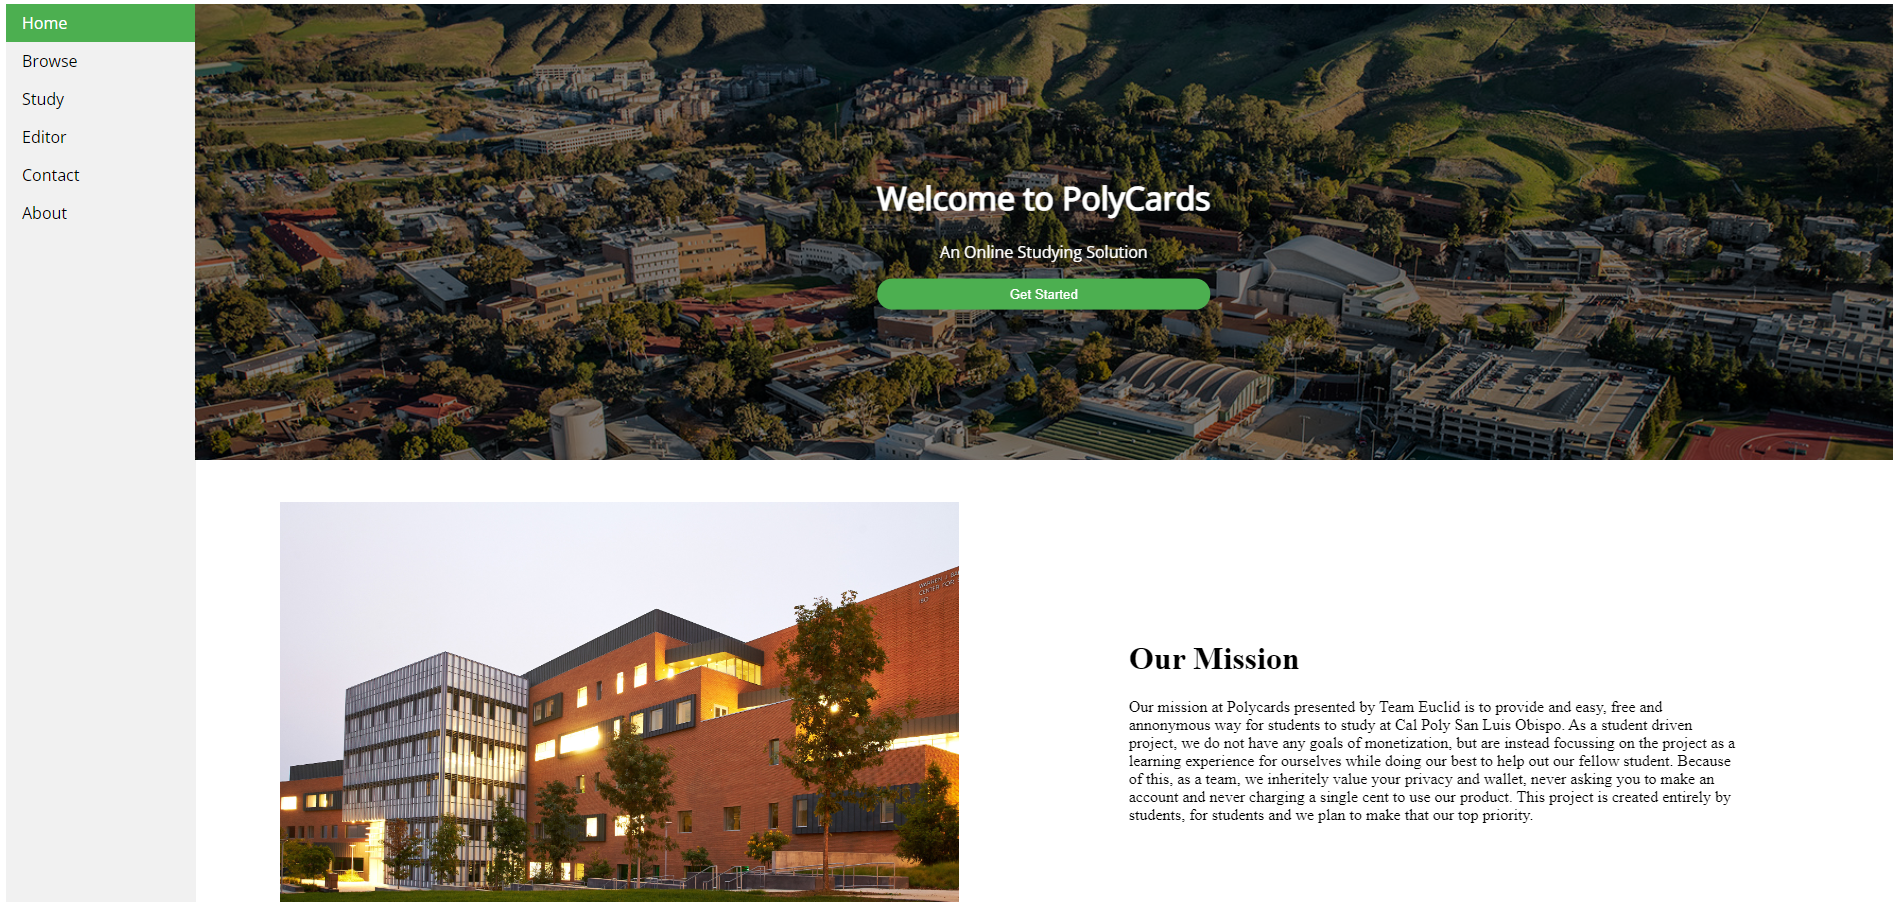 Home
Browse
Study
Editor
Contact
About
Welcome to PolyCards
An Online Studying Solution
Get Started
Our Mission
Our mission at Polycards presented by Team Euclid is to provide and easy, free and
annonymous way for students to study at Cal Poly San Luis Obispo. As a student driven
project, we do not have any goals of monetization, but are instead focussing on the project as a
learning experience for ourselves while doing our best to help out our fellow student. Because
of this, as a team, we inheritely value your privacy and wallet, never asking you to make an
account and never charging a single cent to use our product. This project is created entirely by
students, for students and we plan to make that our top priority.